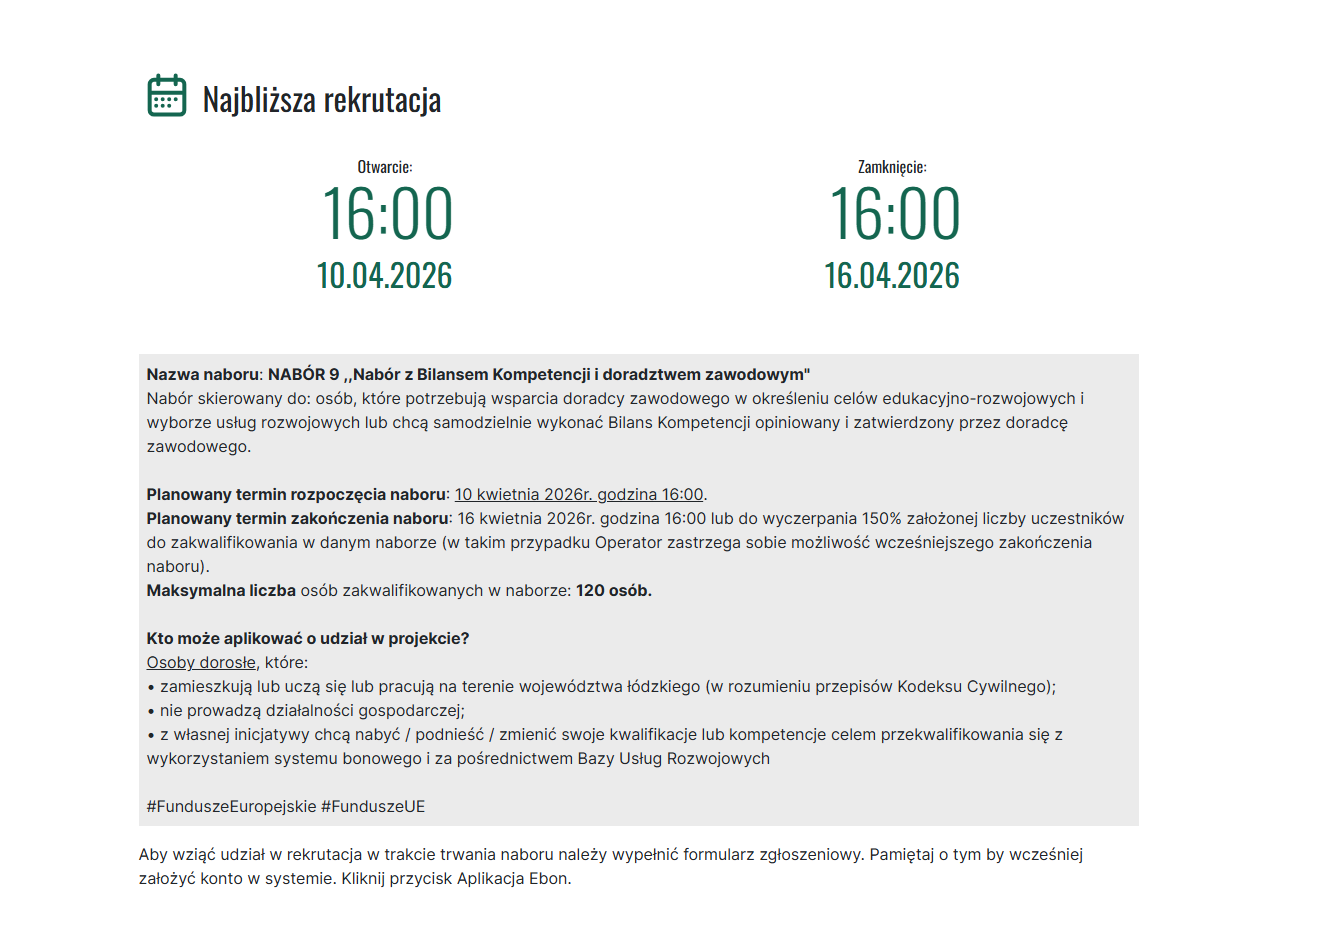 Najbliższa rekrutacja
Otwarcie:
16:00
10.04.2026
Zamknięcie:
16:00
16.04.2026
Nazwa naboru: NABÓR 9 ,,Nabór z Bilansem Kompetencji i doradztwem zawodowym"
Nabór skierowany do: osób, które potrzebują wsparcia doradcy zawodowego w określeniu celów edukacyjno-rozwojowych i
wyborze usług rozwojowych lub chcą samodzielnie wykonać Bilans Kompetencji opiniowany i zatwierdzony przez doradcę
zawodowego.
Planowany termin rozpoczęcia naboru: 10 kwietnia 2026r. godzina 16:00.
Planowany termin zakończenia naboru: 16 kwietnia 2026r. godzina 16:00 lub do wyczerpania 150% założonej liczby uczestników
do zakwalifikowania w danym naborze (w takim przypadku Operator zastrzega sobie możliwość wcześniejszego zakończenia
naboru).
Maksymalna liczba osób zakwalifikowanych w naborze: 120 osób.
Kto może aplikować o udział w projekcie?
Osoby dorosłe, które:
• zamieszkują lub uczą się lub pracują na terenie województwa łódzkiego (w rozumieniu przepisów Kodeksu Cywilnego);
• nie prowadzą działalności gospodarczej;
• z własnej inicjatywy chcą nabyć / podnieść / zmienić swoje kwalifikacje lub kompetencje celem przekwalifikowania się z
wykorzystaniem systemu bonowego i za pośrednictwem Bazy Usług Rozwojowych
#FunduszeEuropejskie #FunduszeUE
Aby wziąć udział w rekrutacja w trakcie trwania naboru należy wypełnić formularz zgłoszeniowy. Pamiętaj o tym by wcześniej
założyć konto w systemie. Kliknij przycisk Aplikacja Ebon.